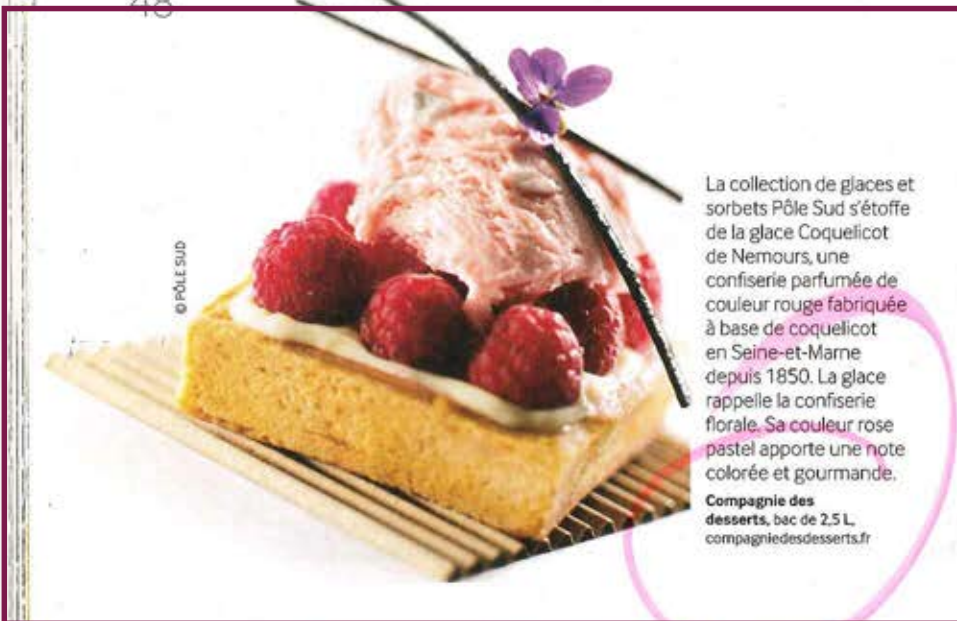 48
© PÔLE SUD
La collection de glaces et
sorbets Pôle Sud s'étoffe
de la glace Coquelicot
de Nemours, une
confiserie parfumée de
couleur rouge fabriquée
à base de coquelicot
en Seine-et-Marne
depuis 1850. La glace
rappelle la confiserie
florale. Sa couleur rose
pastel apporte une note
colorée et gourmande.
Compagnie des
desserts, bac de 2,5 L,
compagniedesdesserts.fr